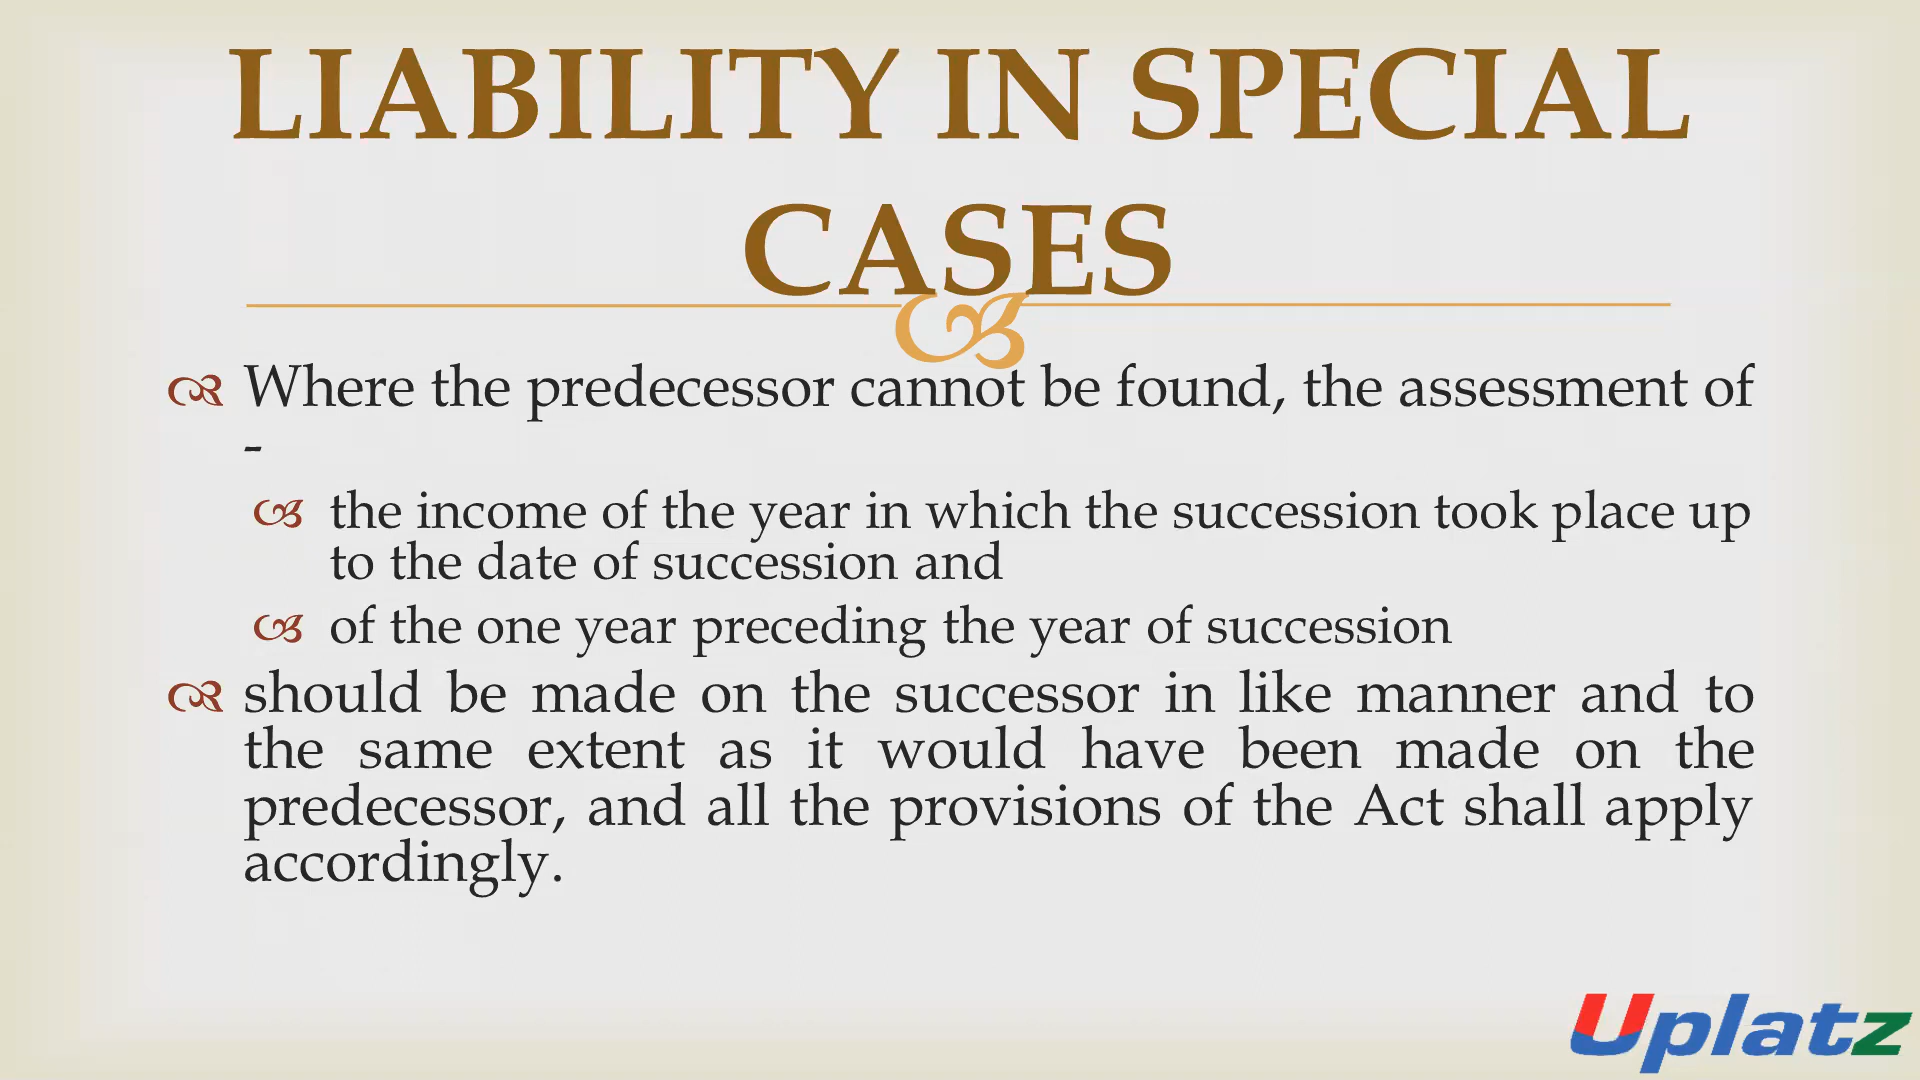 LIABILITY IN SPECIAL
CASES
Where the predecessor cannot be found, the assessment of
-
the income of the year in which the succession took place up
to the date of succession and
of the one year preceding the year of succession
should be made on the successor in like manner and to
the same extent as it would have been made on the
predecessor, and all the provisions of the Act shall apply
accordingly.
Uplatz